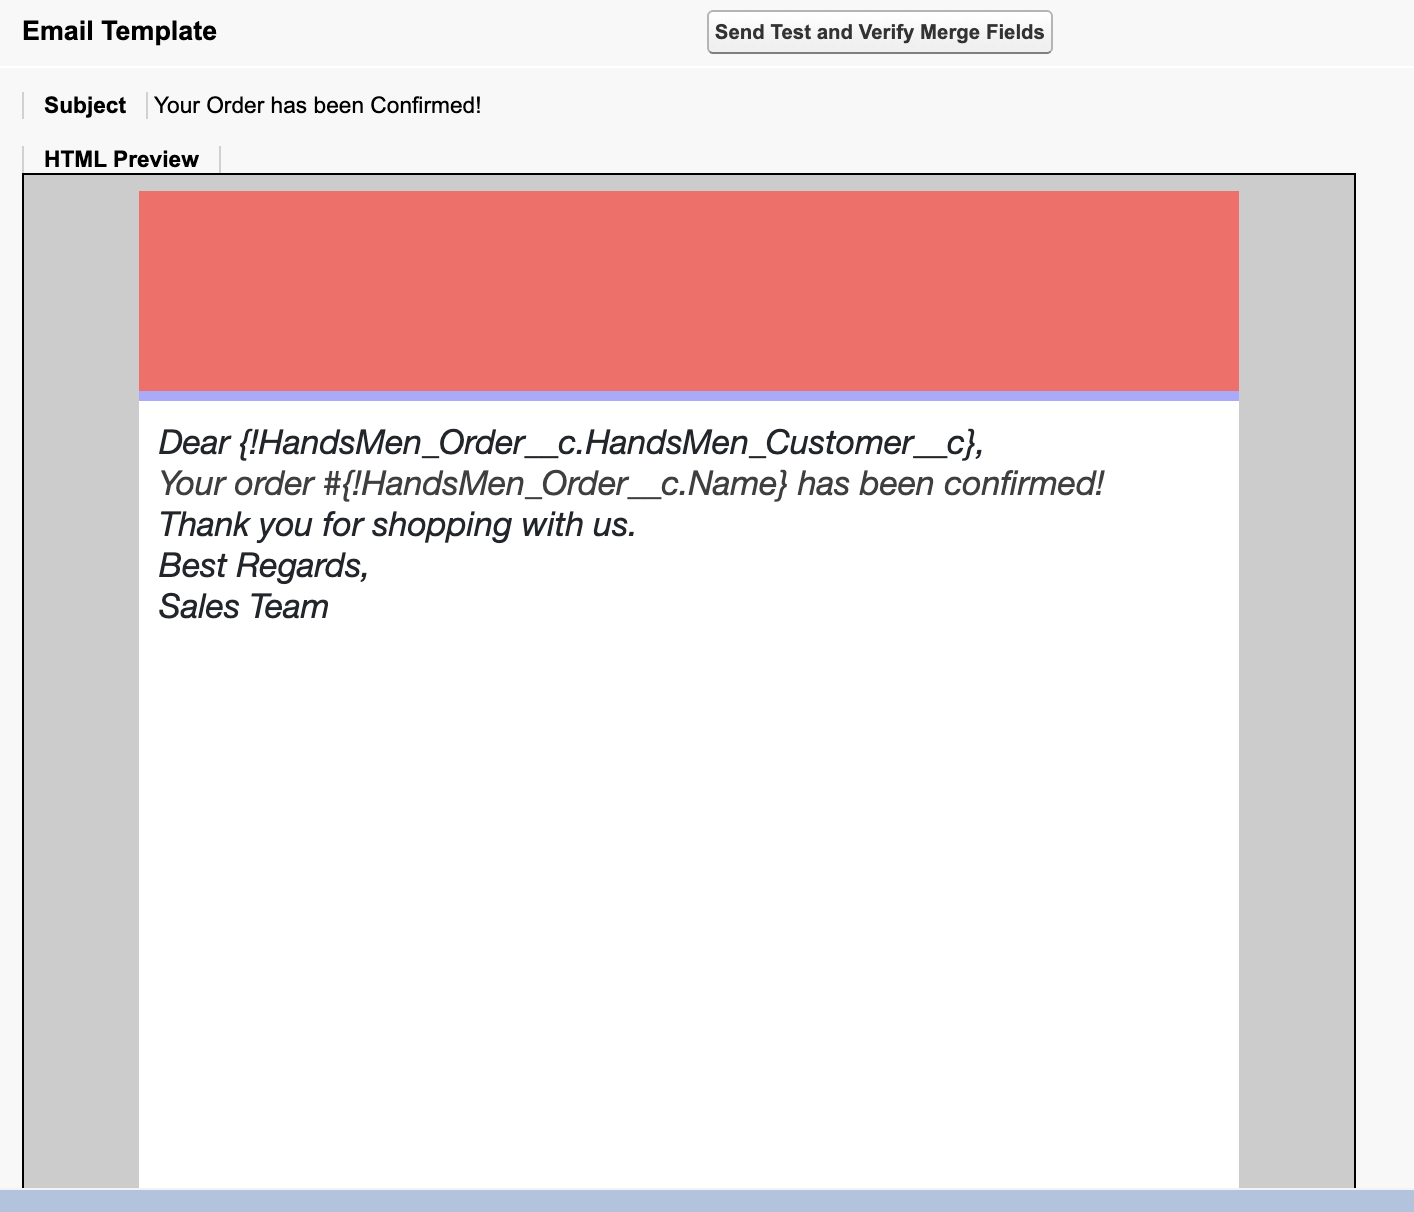 Email Template
Send Test and Verify Merge Fields
Subject
Your Order has been Confirmed!
HTML Preview
Dear {!HandsMen_Order__c.HandsMen_Customer__c},
Your order #{!HandsMen_Order__c.Name} has been confirmed!
Thank you for shopping with us.
Best Regards,
Sales Team